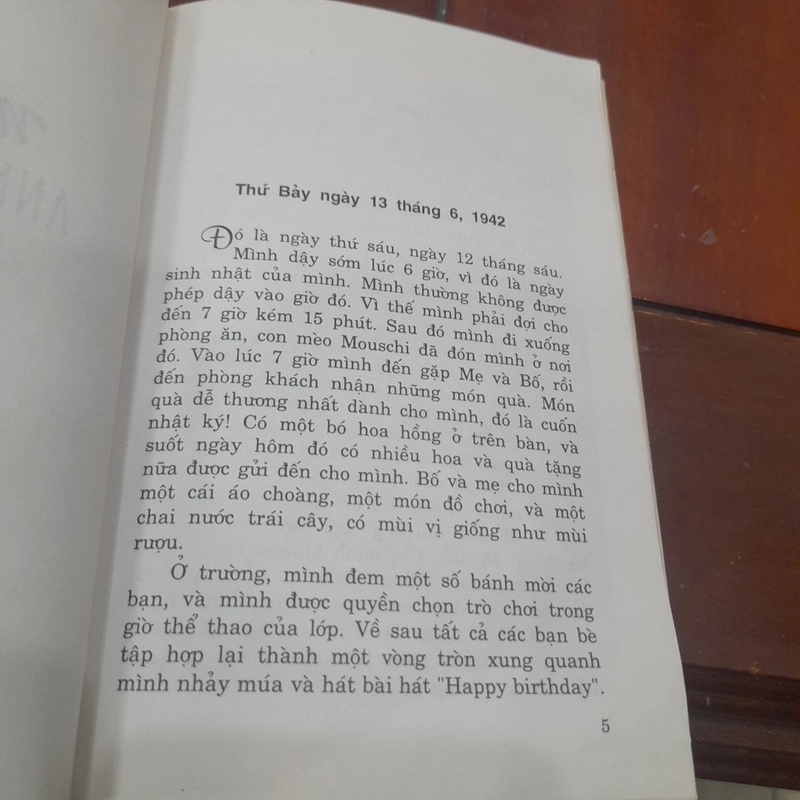 Thứ Bảy ngày 13 tháng 6, 1942
Đó là ngày thứ sáu, ngày 12 tháng sáu.
Mình dậy sớm lúc 6 giờ, vì đó là ngày
sinh nhật của mình. Mình thường không được
phép dậy vào giờ đó. Vì thế mình phải đợi cho
đến 7 giờ kém 15 phút. Sau đó mình đi xuống
phòng ăn, con mèo Mouschi đã đón mình ở nơi
đó. Vào lúc 7 giờ mình đến gặp Mẹ và Bố, rồi
đến phòng khách nhận những món quà. Món
quà dễ thương nhất dành cho mình, đó là cuốn
nhật ký! Có một bó hoa hồng ở trên bàn, và
suốt ngày hôm đó có nhiều hoa và quà tặng
nữa được gửi đến cho mình. Bố và mẹ cho mình
một cái áo choàng, một món đồ chơi, và một
chai nước trái cây, có mùi vị giống như mùi
rượu.
Ở trường, mình đem một số bánh mời các
bạn, và mình được quyền chọn trò chơi trong
giờ thể thao của lớp. Về sau tất cả các bạn bè
tập hợp lại thành một vòng tròn xung quanh
mình nhảy múa và hát bài hát "Happy birthday".
5